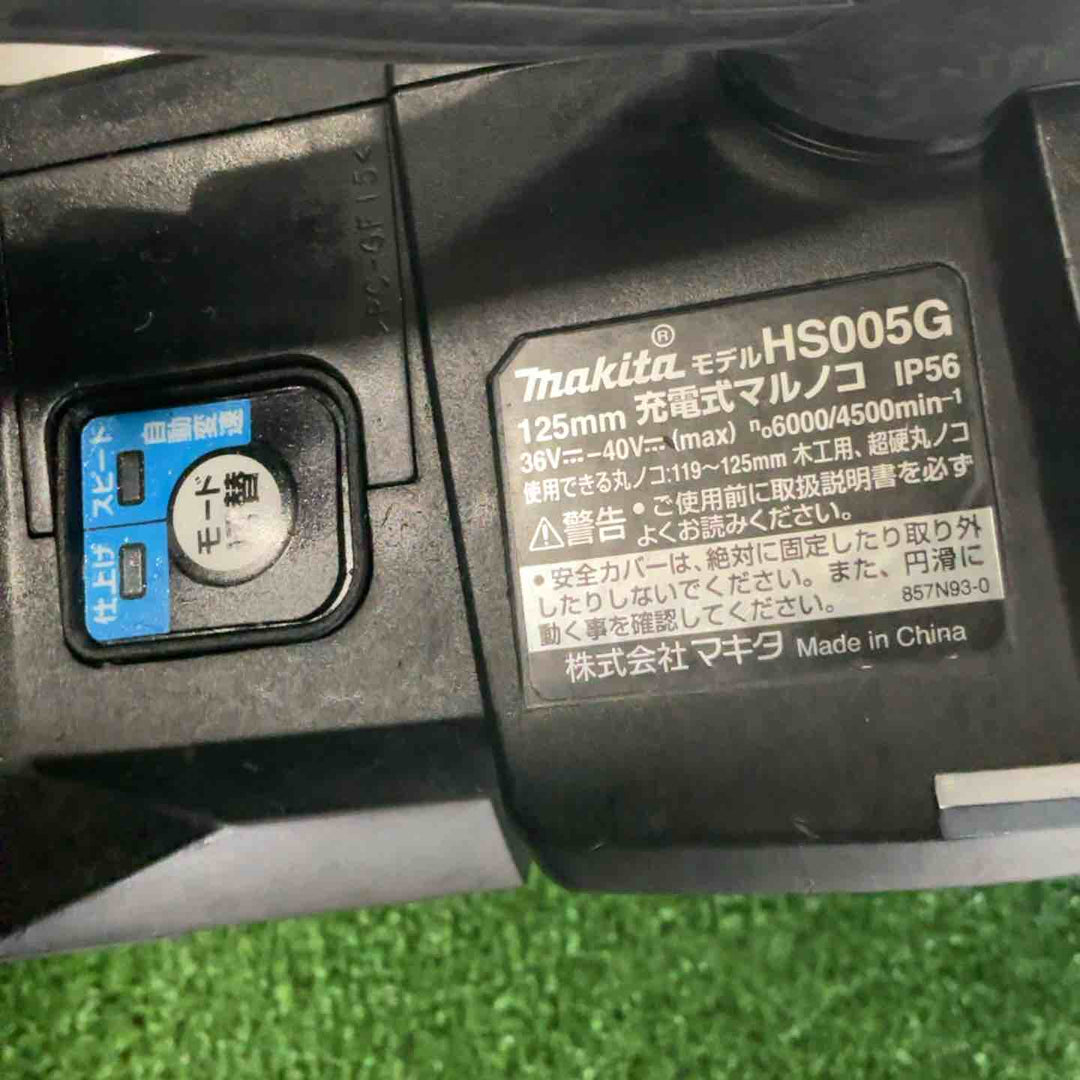 >PC-GF15<
スピード 自動変速
仕上げ
モード
切替
makita® モデル HS005G
125mm 充電式マルノコ IP56
36V⎓-40V⎓(max) n₀6000/4500min⁻¹
使用できる丸ノコ:119～125mm 木工用、超硬丸ノコ
⚠警告 • ご使用前に取扱説明書を必ず
よくお読みください。
• 安全カバーは、絶対に固定したり取り外
したりしないでください。また、円滑に
動く事を確認してください。 857N93-0
株式会社マキタ Made in China